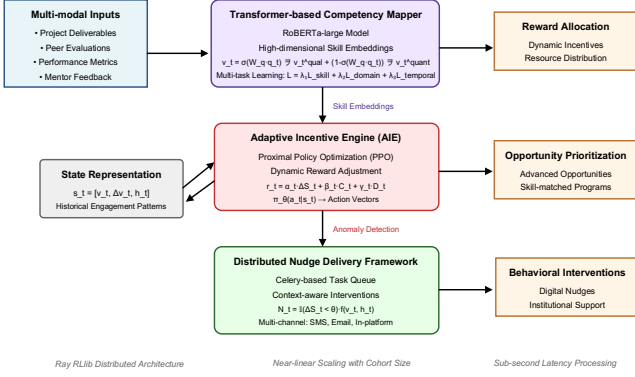 Multi-modal Inputs
• Project Deliverables
• Peer Evaluations
• Performance Metrics
• Mentor Feedback
Transformer-based Competency Mapper
RoBERTa-large Model
High-dimensional Skill Embeddings
v_t = σ(W_q·q_t) ⊙ v_t^qual + (1-σ(W_q·q_t)) ⊙ v_t^quant
Multi-task Learning: L = λ₁L_skill + λ₂L_domain + λ₃L_temporal
Reward Allocation
Dynamic Incentives
Resource Distribution
Skill Embeddings
State Representation
s_t = [v_t, Δv_t, h_t]
Historical Engagement Patterns
Adaptive Incentive Engine (AIE)
Proximal Policy Optimization (PPO)
Dynamic Reward Adjustment
r_t = α_t·ΔS_t + β_t·C_t + γ_t·D_t
π_θ(a_t|s_t) → Action Vectors
Opportunity Prioritization
Advanced Opportunities
Skill-matched Programs
Anomaly Detection
Distributed Nudge Delivery Framework
Celery-based Task Queue
Context-aware Interventions
N_t = 𝕀(ΔS_t < θ)·f(v_t, h_t)
Multi-channel: SMS, Email, In-platform
Behavioral Interventions
Digital Nudges
Institutional Support
Ray RLlib Distributed Architecture
Near-linear Scaling with Cohort Size
Sub-second Latency Processing